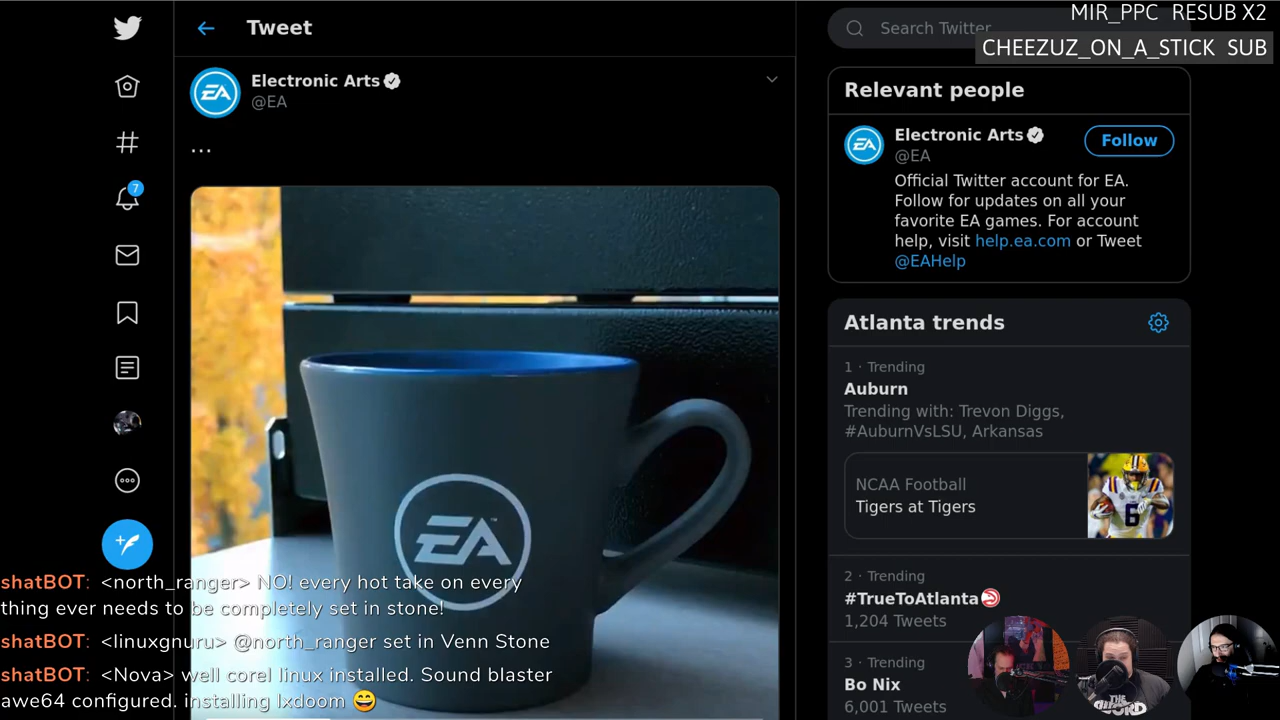 MIR_PPC RESUB X2
CHEEZUZ_ON_A_STICK SUB
Tweet
Search Twitter
EA
Electronic Arts
@EA
...
EA
7
Relevant people
EA
Electronic Arts
@EA
Follow
Official Twitter account for EA.
Follow for updates on all your
favorite EA games. For account
help, visit help.ea.com or Tweet
@EAHelp
Atlanta trends
1 · Trending
Auburn
Trending with: Trevon Diggs,
#AuburnVsLSU, Arkansas
NCAA Football
Tigers at Tigers
6
2 · Trending
#TrueToAtlanta
1,204 Tweets
3 · Trending
Bo Nix
6,001 Tweets
shatBOT: <north_ranger> NO! every hot take on every
thing ever needs to be completely set in stone!
shatBOT: <linuxgnuru> @north_ranger set in Venn Stone
shatBOT: <Nova> well corel linux installed. Sound blaster
awe64 configured. installing lxdoom 😄